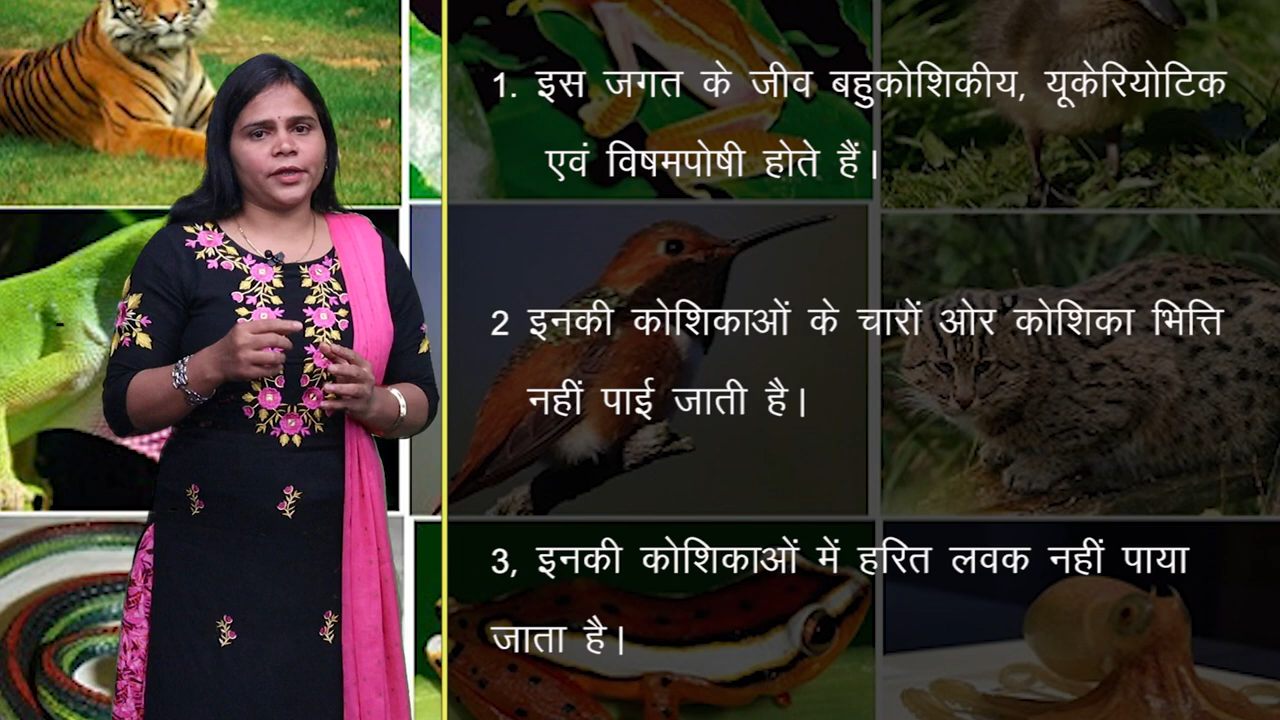 1. इस जगत के जीव बहुकोशिकीय, यूकेरियोटिक
एवं विषमपोषी होते हैं।
2 इनकी कोशिकाओं के चारों ओर कोशिका भित्ति
नहीं पाई जाती है।
3, इनकी कोशिकाओं में हरित लवक नहीं पाया
जाता है।